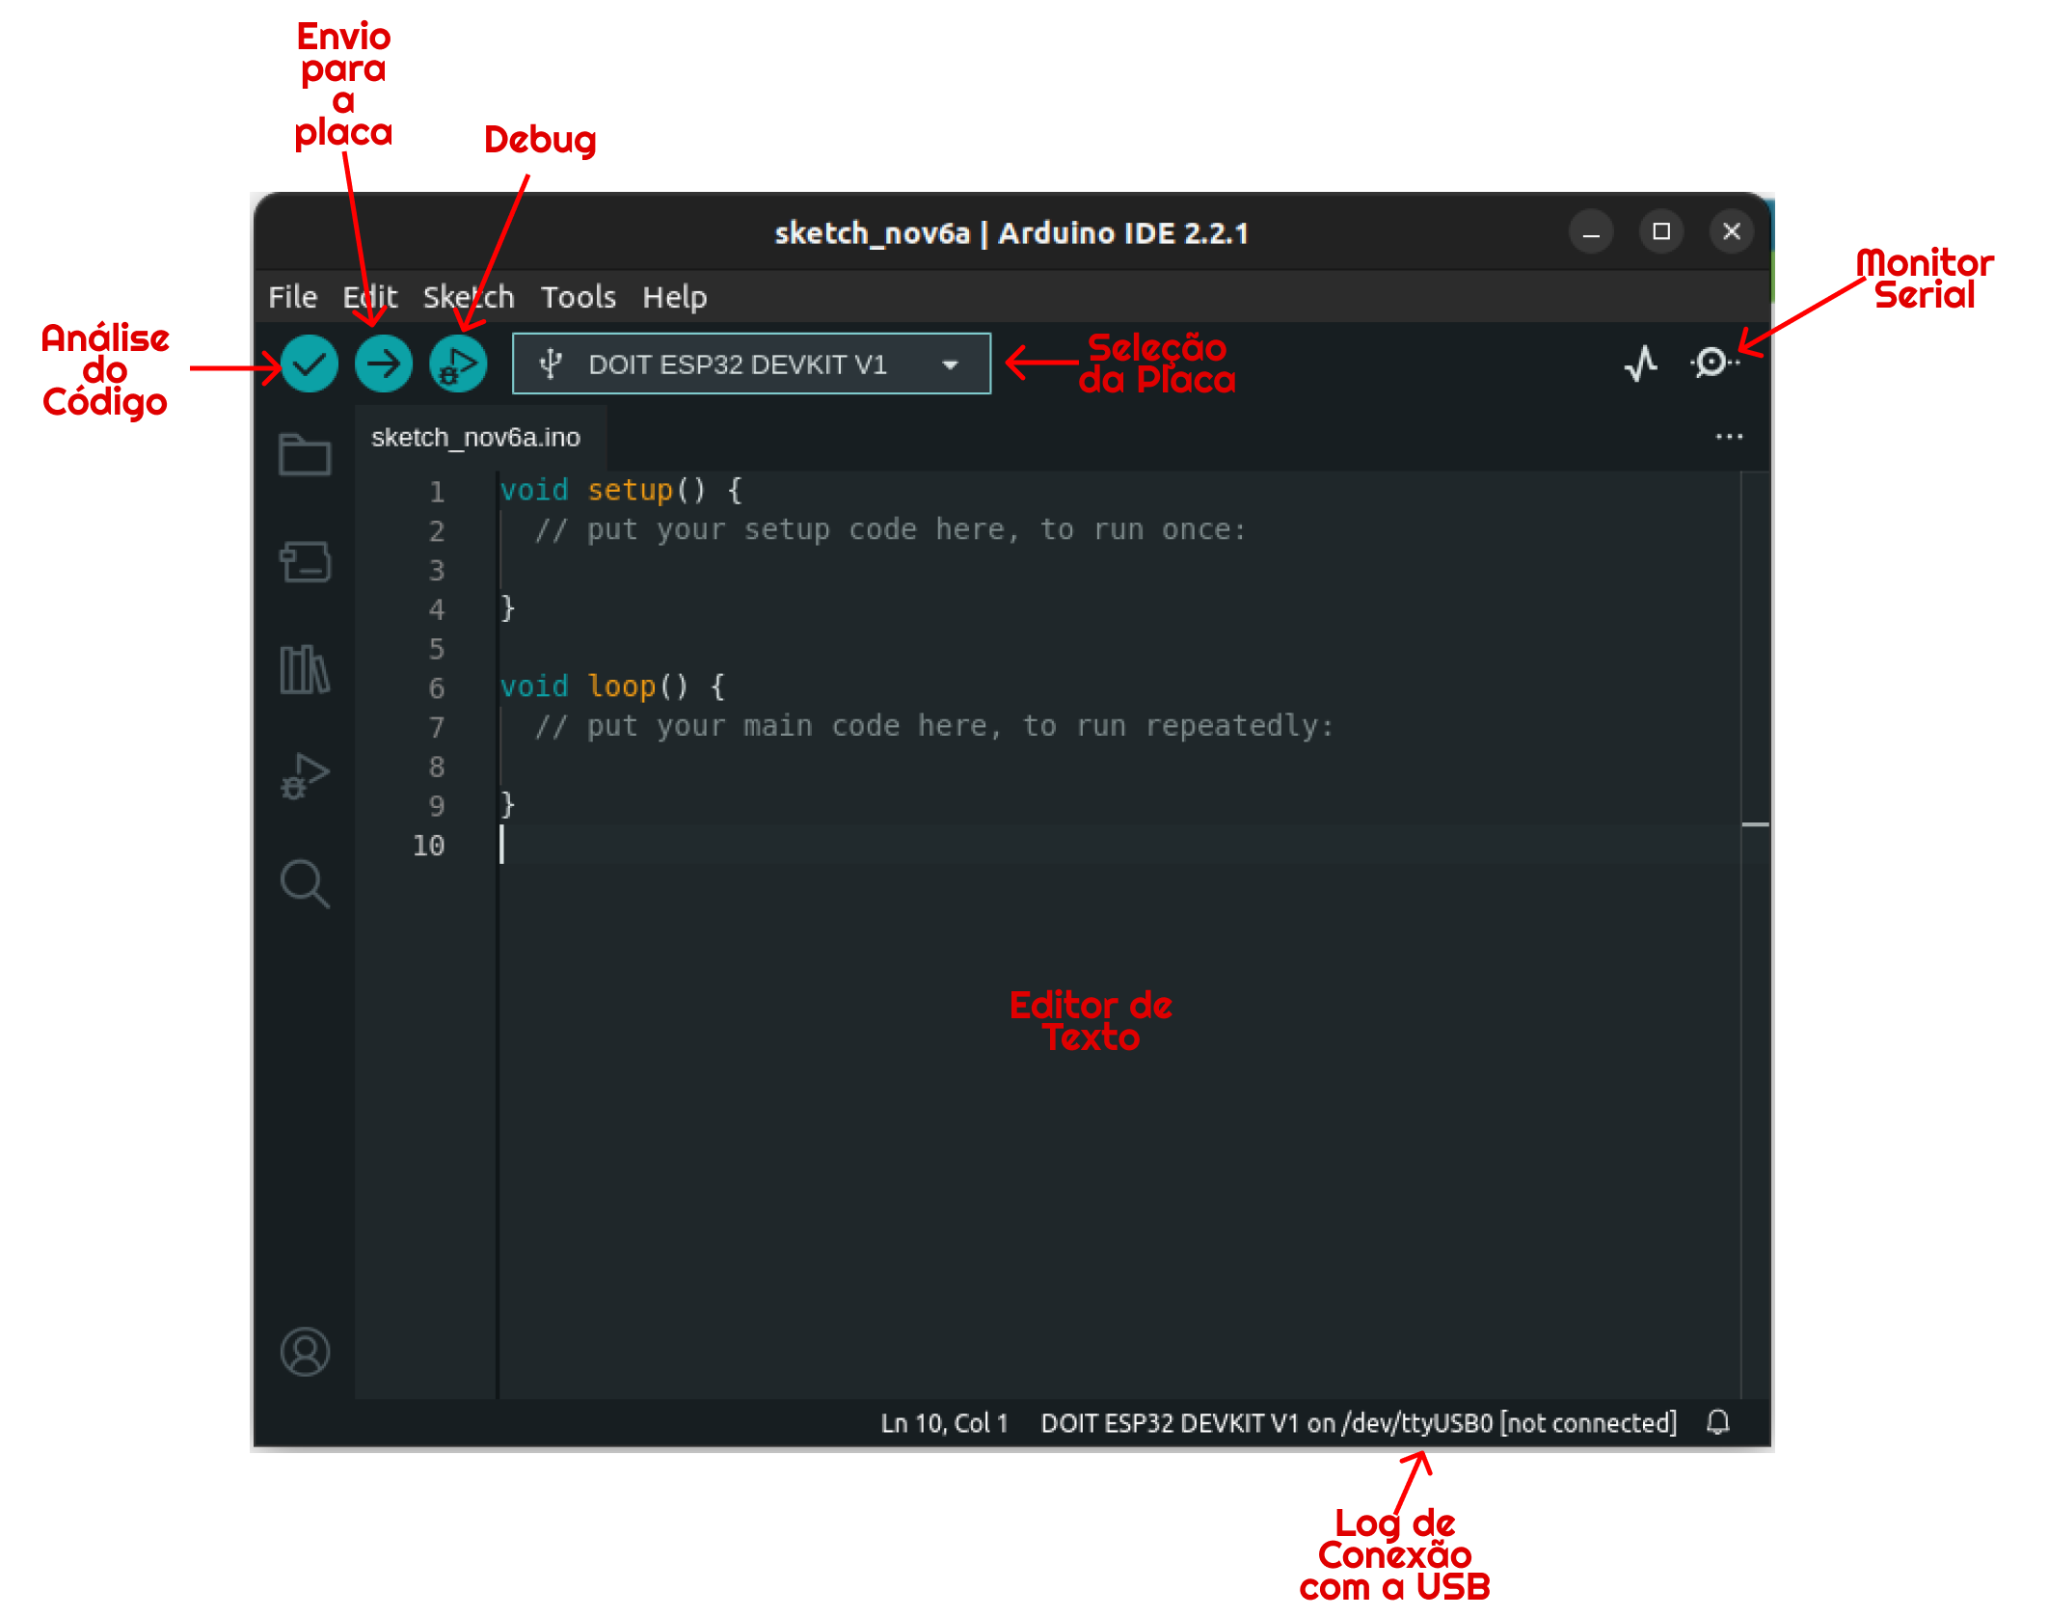 Envio
para
a
placa
Debug
sketch_nov6a | Arduino IDE 2.2.1
Monitor
Serial
File Edit Sketch Tools Help
Análise
do
Código
DOIT ESP32 DEVKIT V1
Seleção
da Placa
sketch_nov6a.ino
1 void setup() {
2 // put your setup code here, to run once:
3
4 }
5
6 void loop() {
7 // put your main code here, to run repeatedly:
8
9 }
10
Editor de
Texto
Ln 10, Col 1 DOIT ESP32 DEVKIT V1 on /dev/ttyUSB0 [not connected]
Log de
Conexão
com a USB